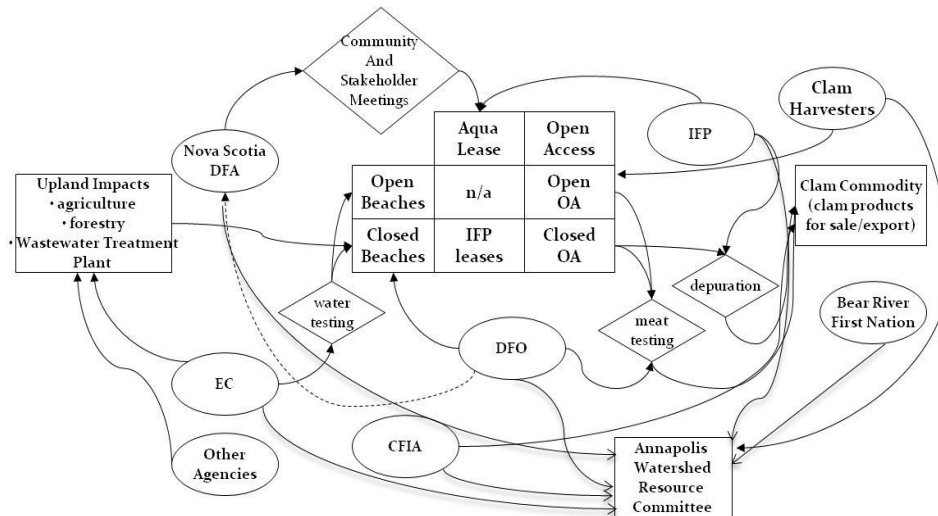 Community
And
Stakeholder
Meetings
Clam
Harvesters
IFP
Nova Scotia
DFA
Aqua
Lease
Open
Access
Open
Beaches
n/a
Open
OA
Closed
Beaches
IFP
leases
Closed
OA
Upland Impacts
• agriculture
• forestry
• Wastewater Treatment
Plant
Clam Commodity
(clam products
for sale/export)
water
testing
depuration
meat
testing
Bear River
First Nation
DFO
EC
CFIA
Other
Agencies
Annapolis
Watershed
Resource
Committee